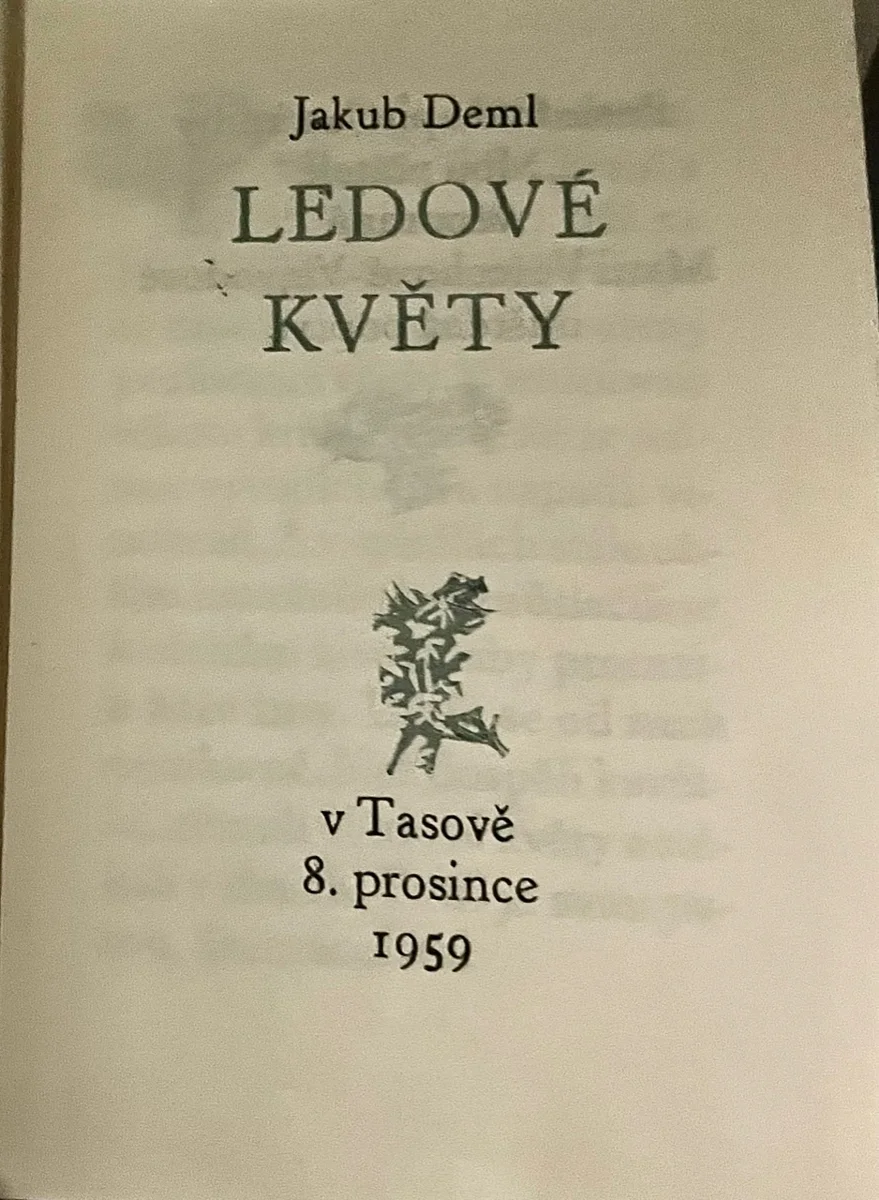 Jakub Deml
LEDOVÉ
KVĚTY
v Tasově
8. prosince
1959